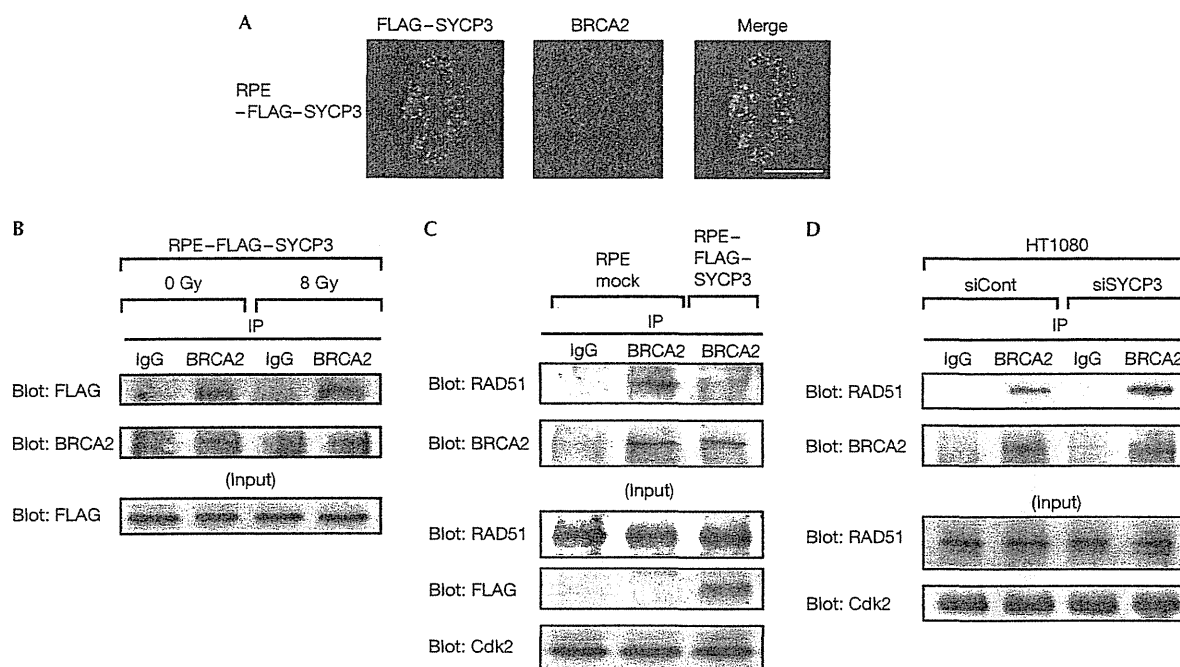 A
FLAG–SYCP3 BRCA2 Merge
RPE
–FLAG–SYCP3
B
RPE–FLAG–SYCP3
0 Gy 8 Gy
IP
IgG BRCA2 IgG BRCA2
Blot: FLAG
Blot: BRCA2
(Input)
Blot: FLAG
C
RPE
mock
RPE–
FLAG–
SYCP3
IP
IgG BRCA2 BRCA2
Blot: RAD51
Blot: BRCA2
(Input)
Blot: RAD51
Blot: FLAG
Blot: Cdk2
D
HT1080
siCont siSYCP3
IP
IgG BRCA2 IgG BRCA2
Blot: RAD51
Blot: BRCA2
(Input)
Blot: RAD51
Blot: Cdk2